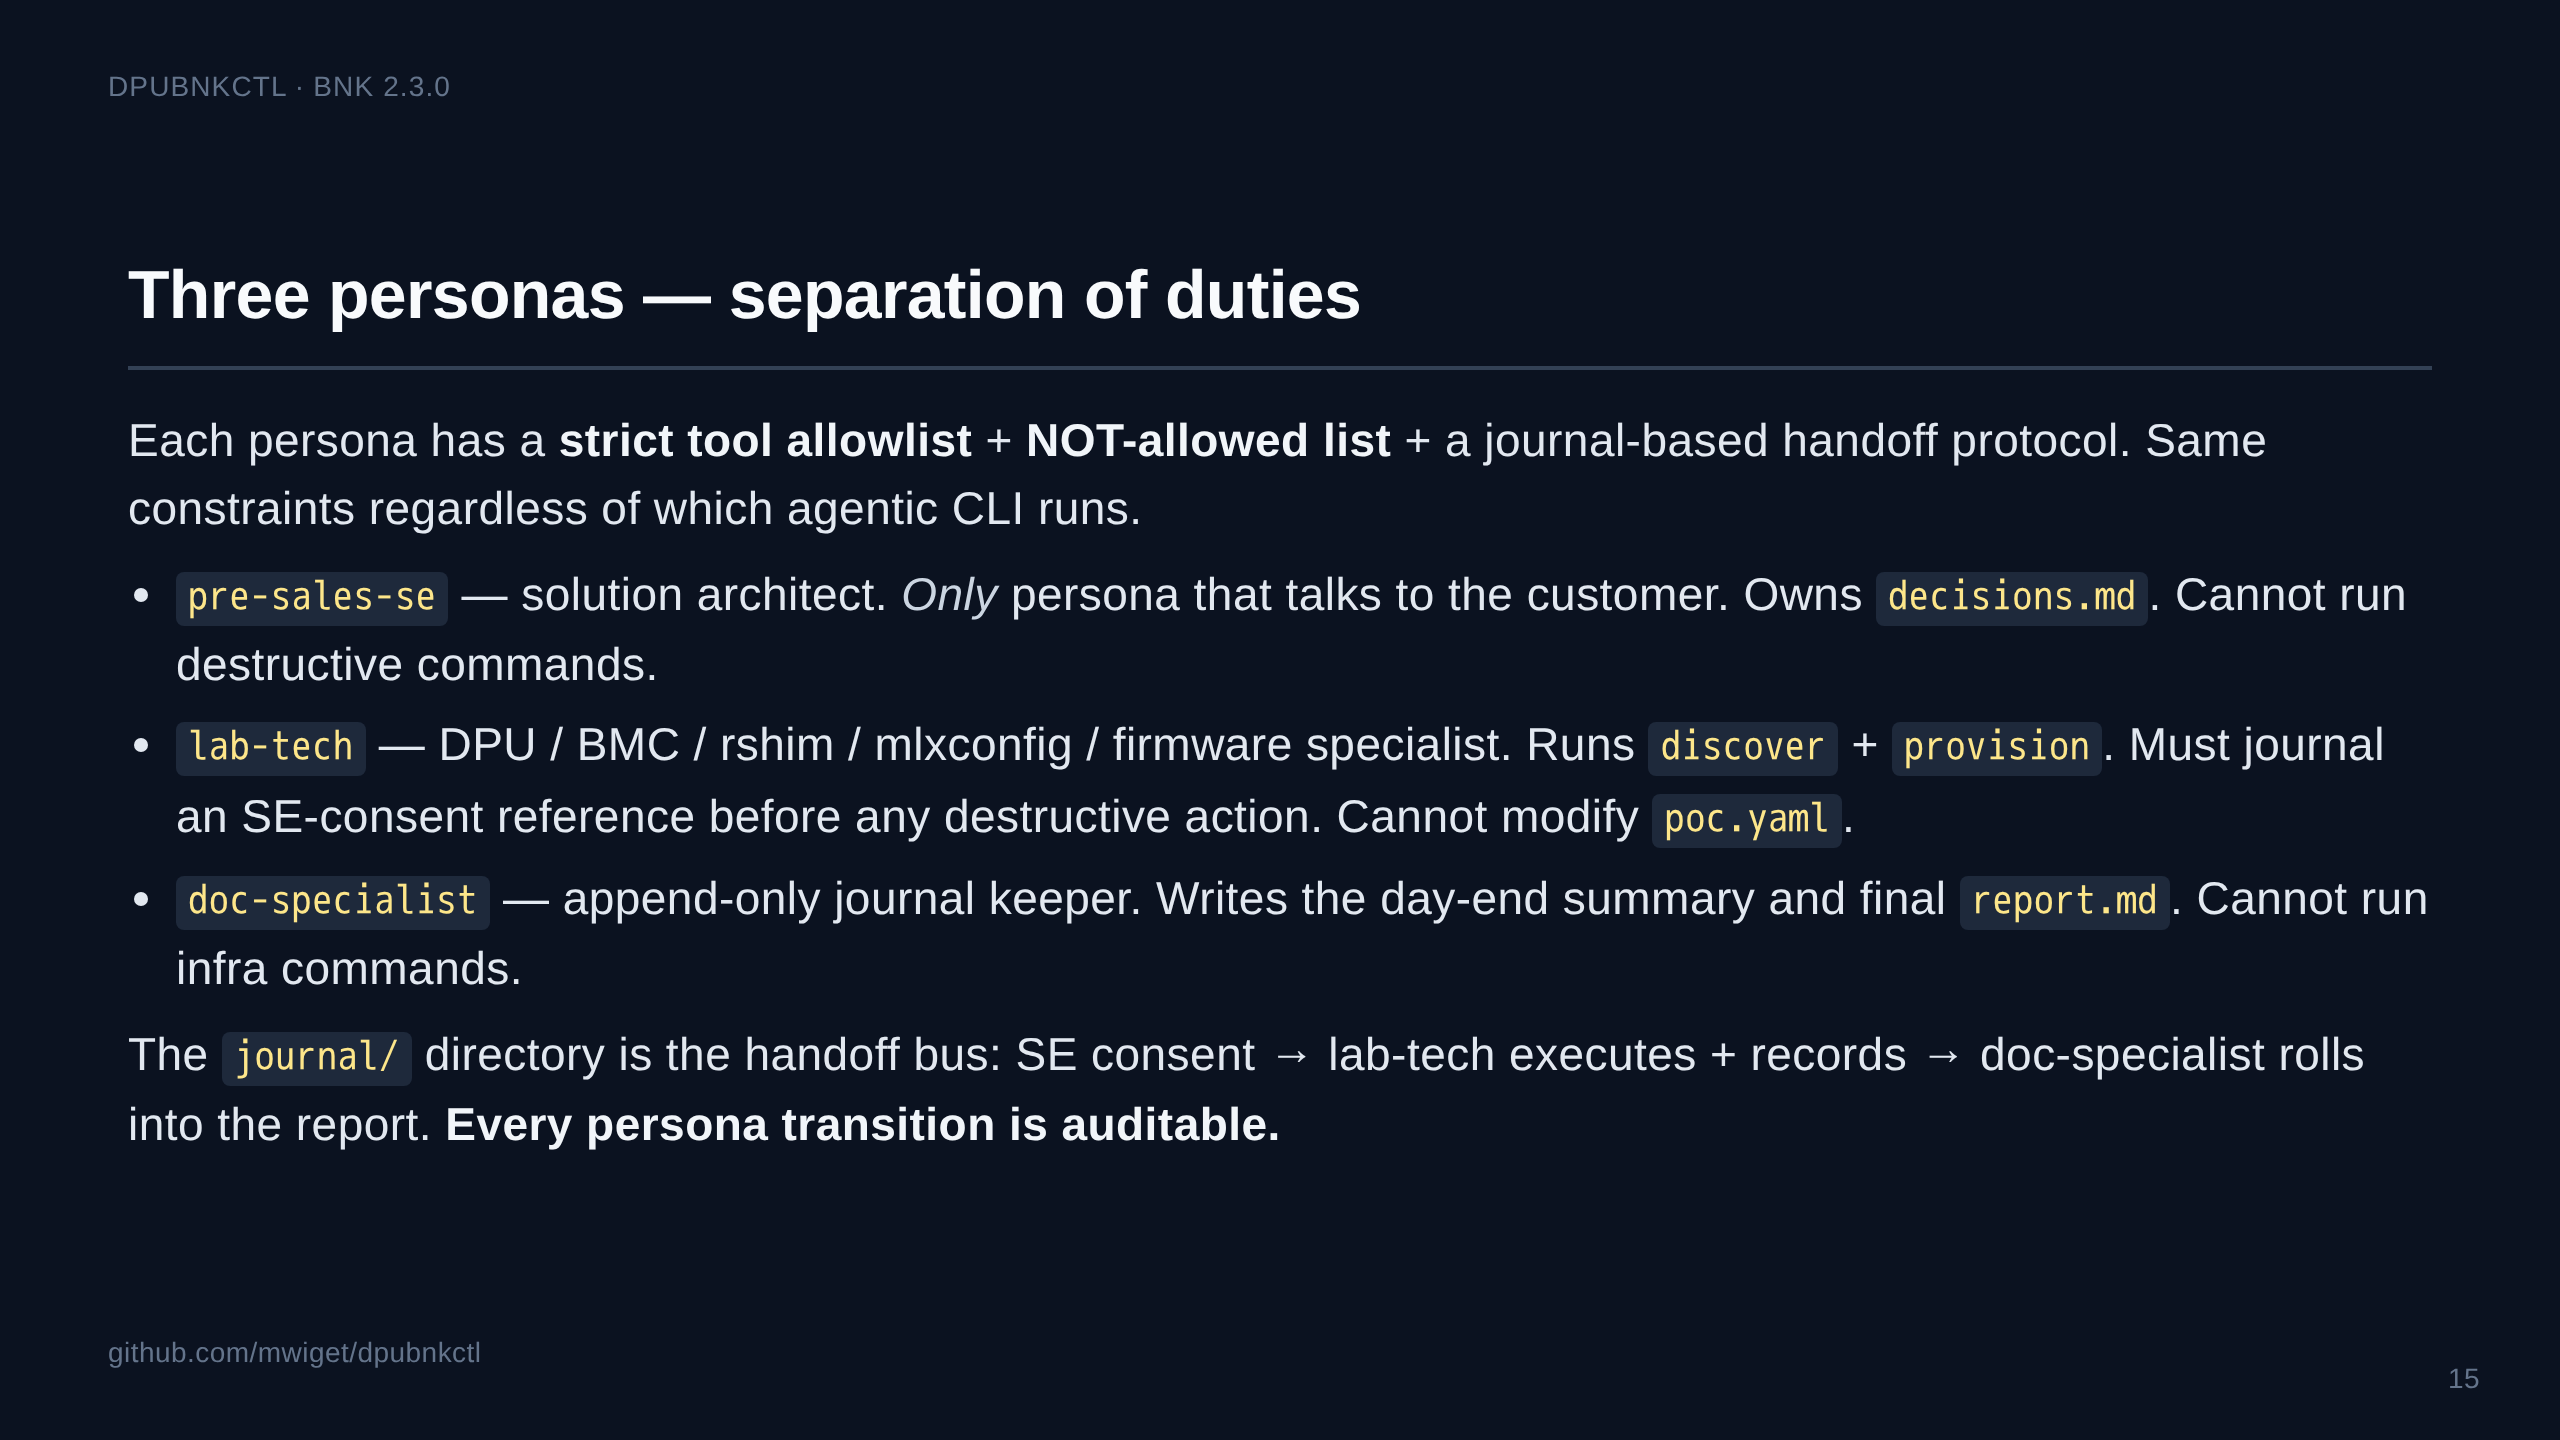 DPUBNKCTL · BNK 2.3.0
Three personas — separation of duties
Each persona has a strict tool allowlist + NOT-allowed list + a journal-based handoff protocol. Same
constraints regardless of which agentic CLI runs.
• pre-sales-se — solution architect. Only persona that talks to the customer. Owns decisions.md. Cannot run
destructive commands.
• lab-tech — DPU / BMC / rshim / mlxconfig / firmware specialist. Runs discover + provision. Must journal
an SE-consent reference before any destructive action. Cannot modify poc.yaml.
• doc-specialist — append-only journal keeper. Writes the day-end summary and final report.md. Cannot run
infra commands.
The journal/ directory is the handoff bus: SE consent → lab-tech executes + records → doc-specialist rolls
into the report. Every persona transition is auditable.
github.com/mwiget/dpubnkctl
15